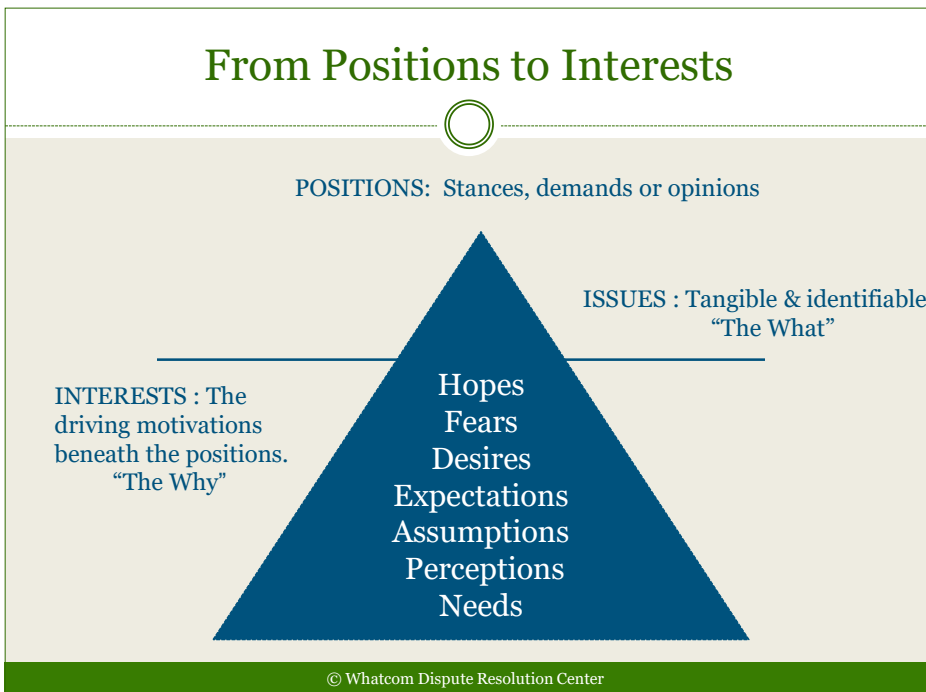 From Positions to Interests
POSITIONS:  Stances, demands or opinions
ISSUES : Tangible & identifiable
“The What”
INTERESTS : The
driving motivations
beneath the positions.
“The Why”
Hopes
Fears
Desires
Expectations
Assumptions
Perceptions
Needs
© Whatcom Dispute Resolution Center